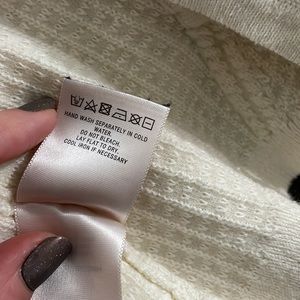 HAND WASH SEPARATELY IN COLD
WATER.
DO NOT BLEACH.
LAY FLAT TO DRY.
COOL IRON IF NECESSARY